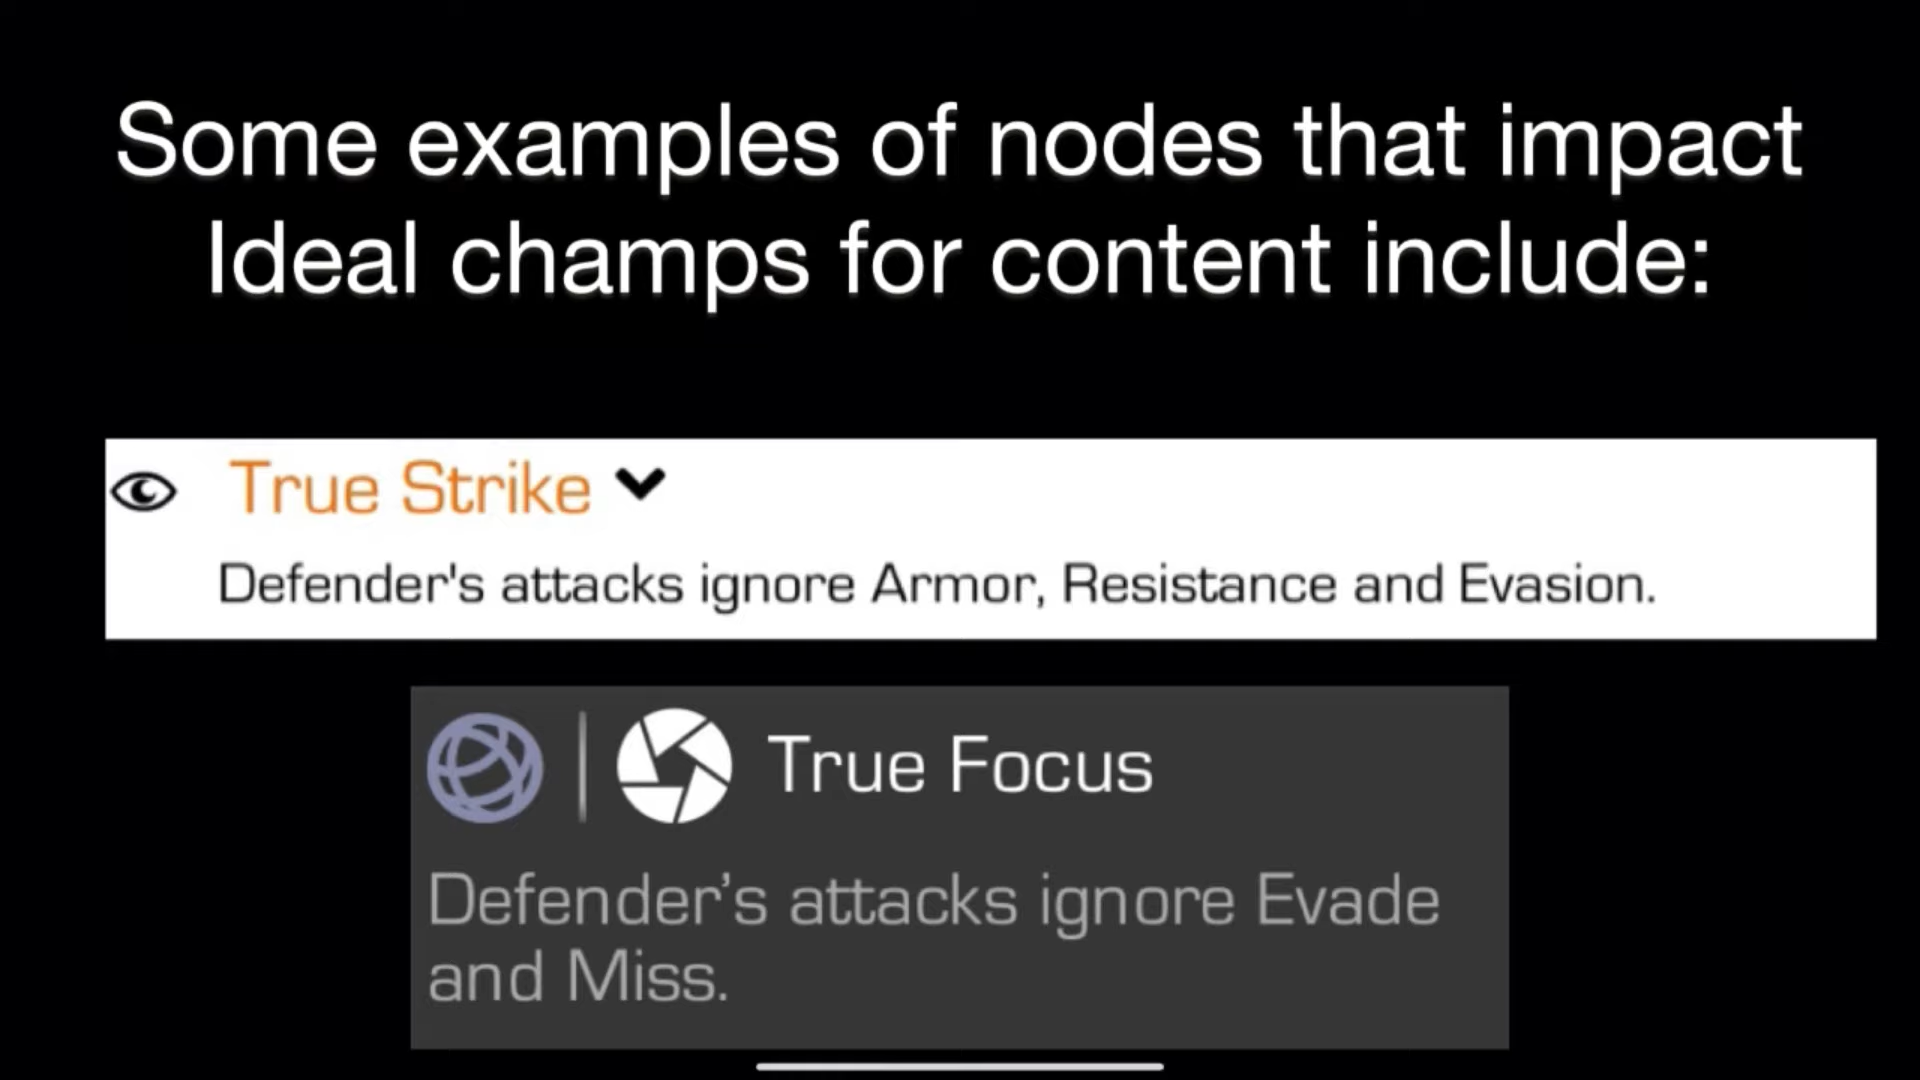 Some examples of nodes that impact
Ideal champs for content include:
True Strike
Defender's attacks ignore Armor, Resistance and Evasion.
True Focus
Defender’s attacks ignore Evade
and Miss.